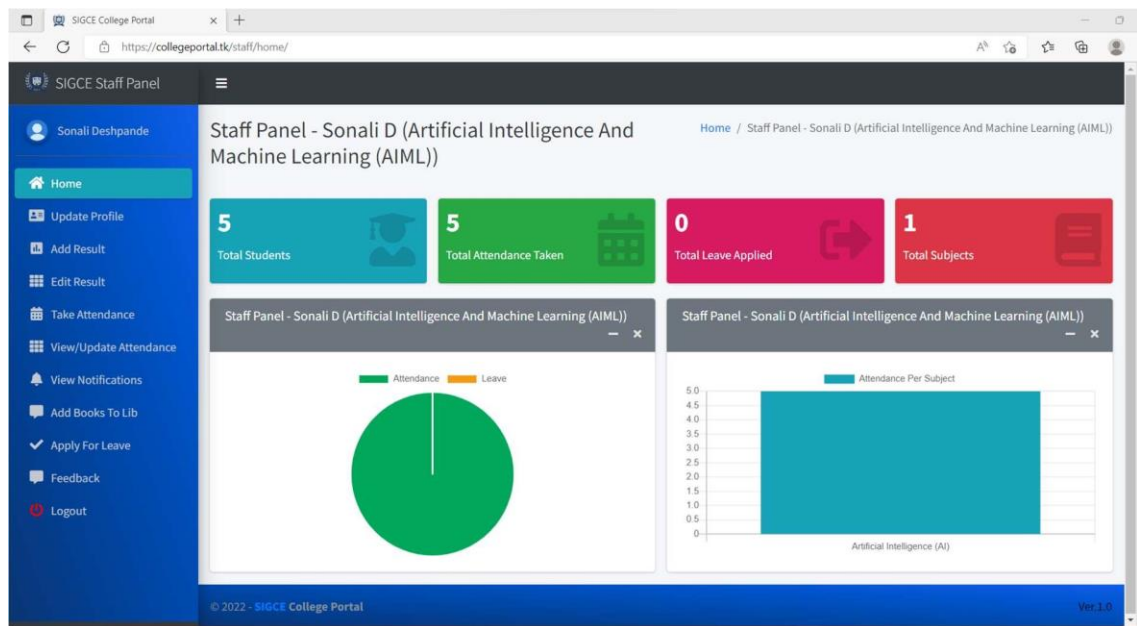 SIGCE College Portal
https://collegeportal.tk/staff/home/
SIGCE Staff Panel
Sonali Deshpande
Home
Update Profile
Add Result
Edit Result
Take Attendance
View/Update Attendance
View Notifications
Add Books To Lib
Apply For Leave
Feedback
Logout
Staff Panel - Sonali D (Artificial Intelligence And
Machine Learning (AIML))
Home / Staff Panel - Sonali D (Artificial Intelligence And Machine Learning (AIML))
5
Total Students
5
Total Attendance Taken
0
Total Leave Applied
1
Total Subjects
Staff Panel - Sonali D (Artificial Intelligence And Machine Learning (AIML))
Attendance Leave
Staff Panel - Sonali D (Artificial Intelligence And Machine Learning (AIML))
Attendance Per Subject
5.0
4.5
4.0
3.5
3.0
2.5
2.0
1.5
1.0
0.5
0
Artificial Intelligence (AI)
© 2022 - SIGCE College Portal
Ver.1.0